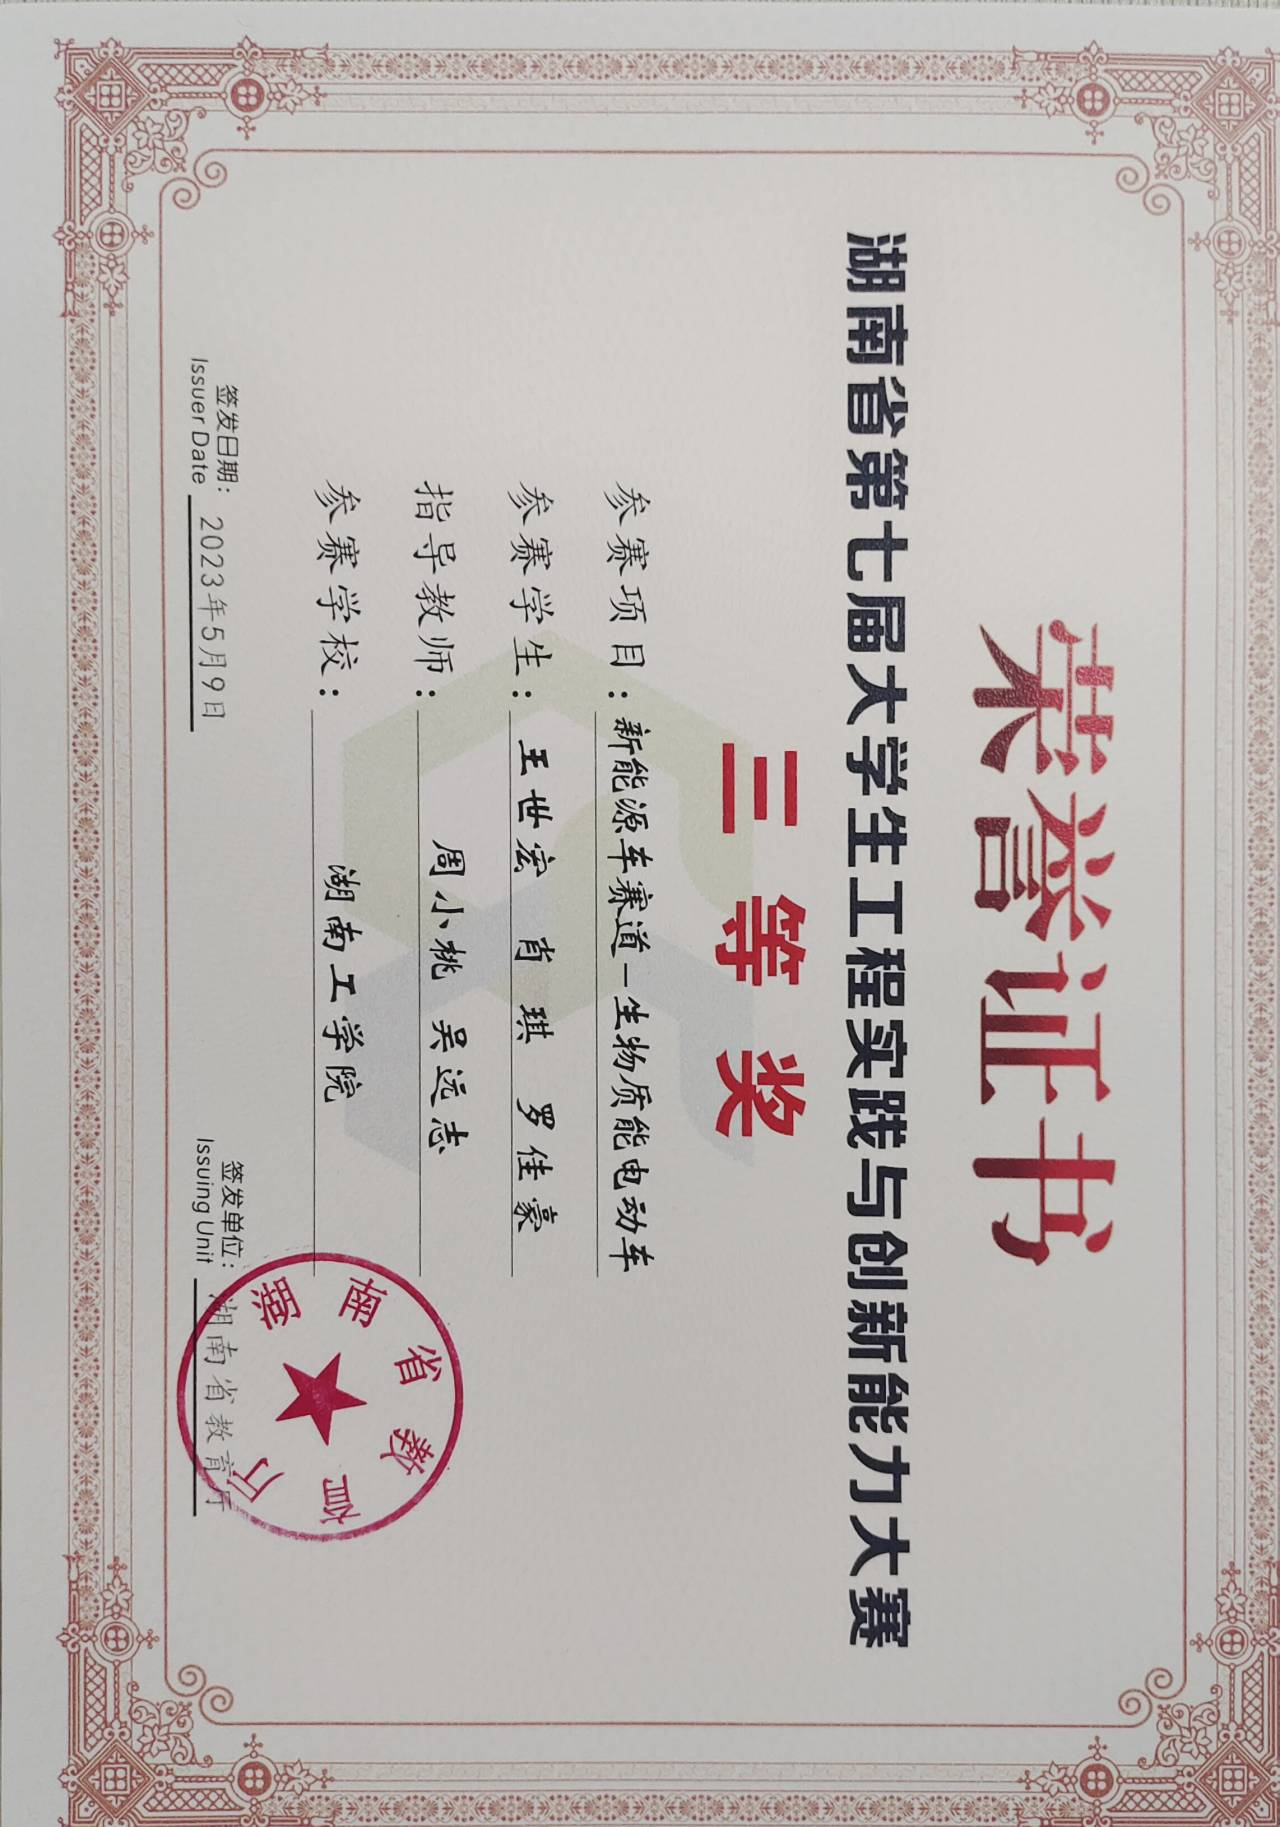 荣誉证书
湖南省第七届大学生工程实践与创新能力大赛
三等奖
参赛项目：新能源车赛道—生物质能电动车
参赛学生：王世宏 肖琪 罗佳豪
指导教师：周小桃 吴远志
参赛学校：湖南工学院
签发日期：2023年5月9日
Issuer Date
签发单位：湖南省教育厅
Issuing Unit
湖南省教育厅